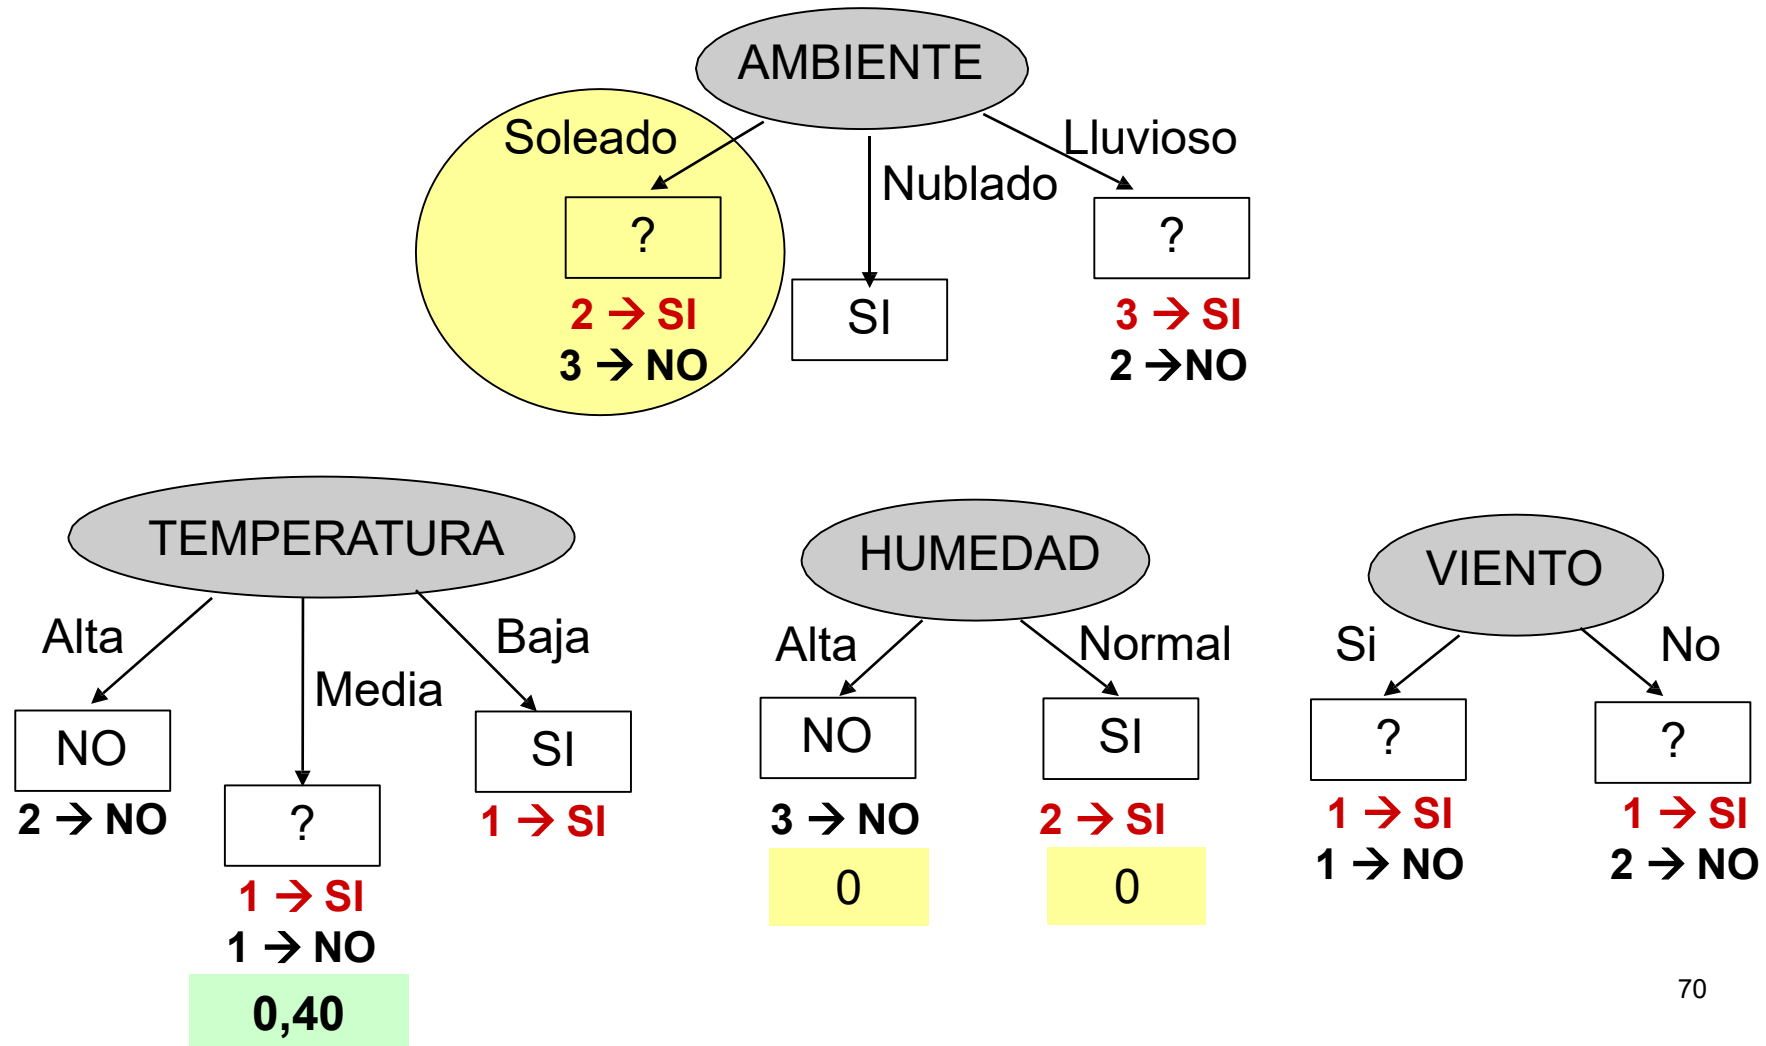 AMBIENTE
Soleado
Nublado
Lluvioso
?
2 → SI
3 → NO
SI
?
3 → SI
2 →NO
TEMPERATURA
Alta
Media
Baja
NO
2 → NO
?
1 → SI
1 → NO
0,40
SI
1 → SI
HUMEDAD
Alta
Normal
NO
3 → NO
0
SI
2 → SI
0
VIENTO
Si
No
?
1 → SI
1 → NO
?
1 → SI
2 → NO
70